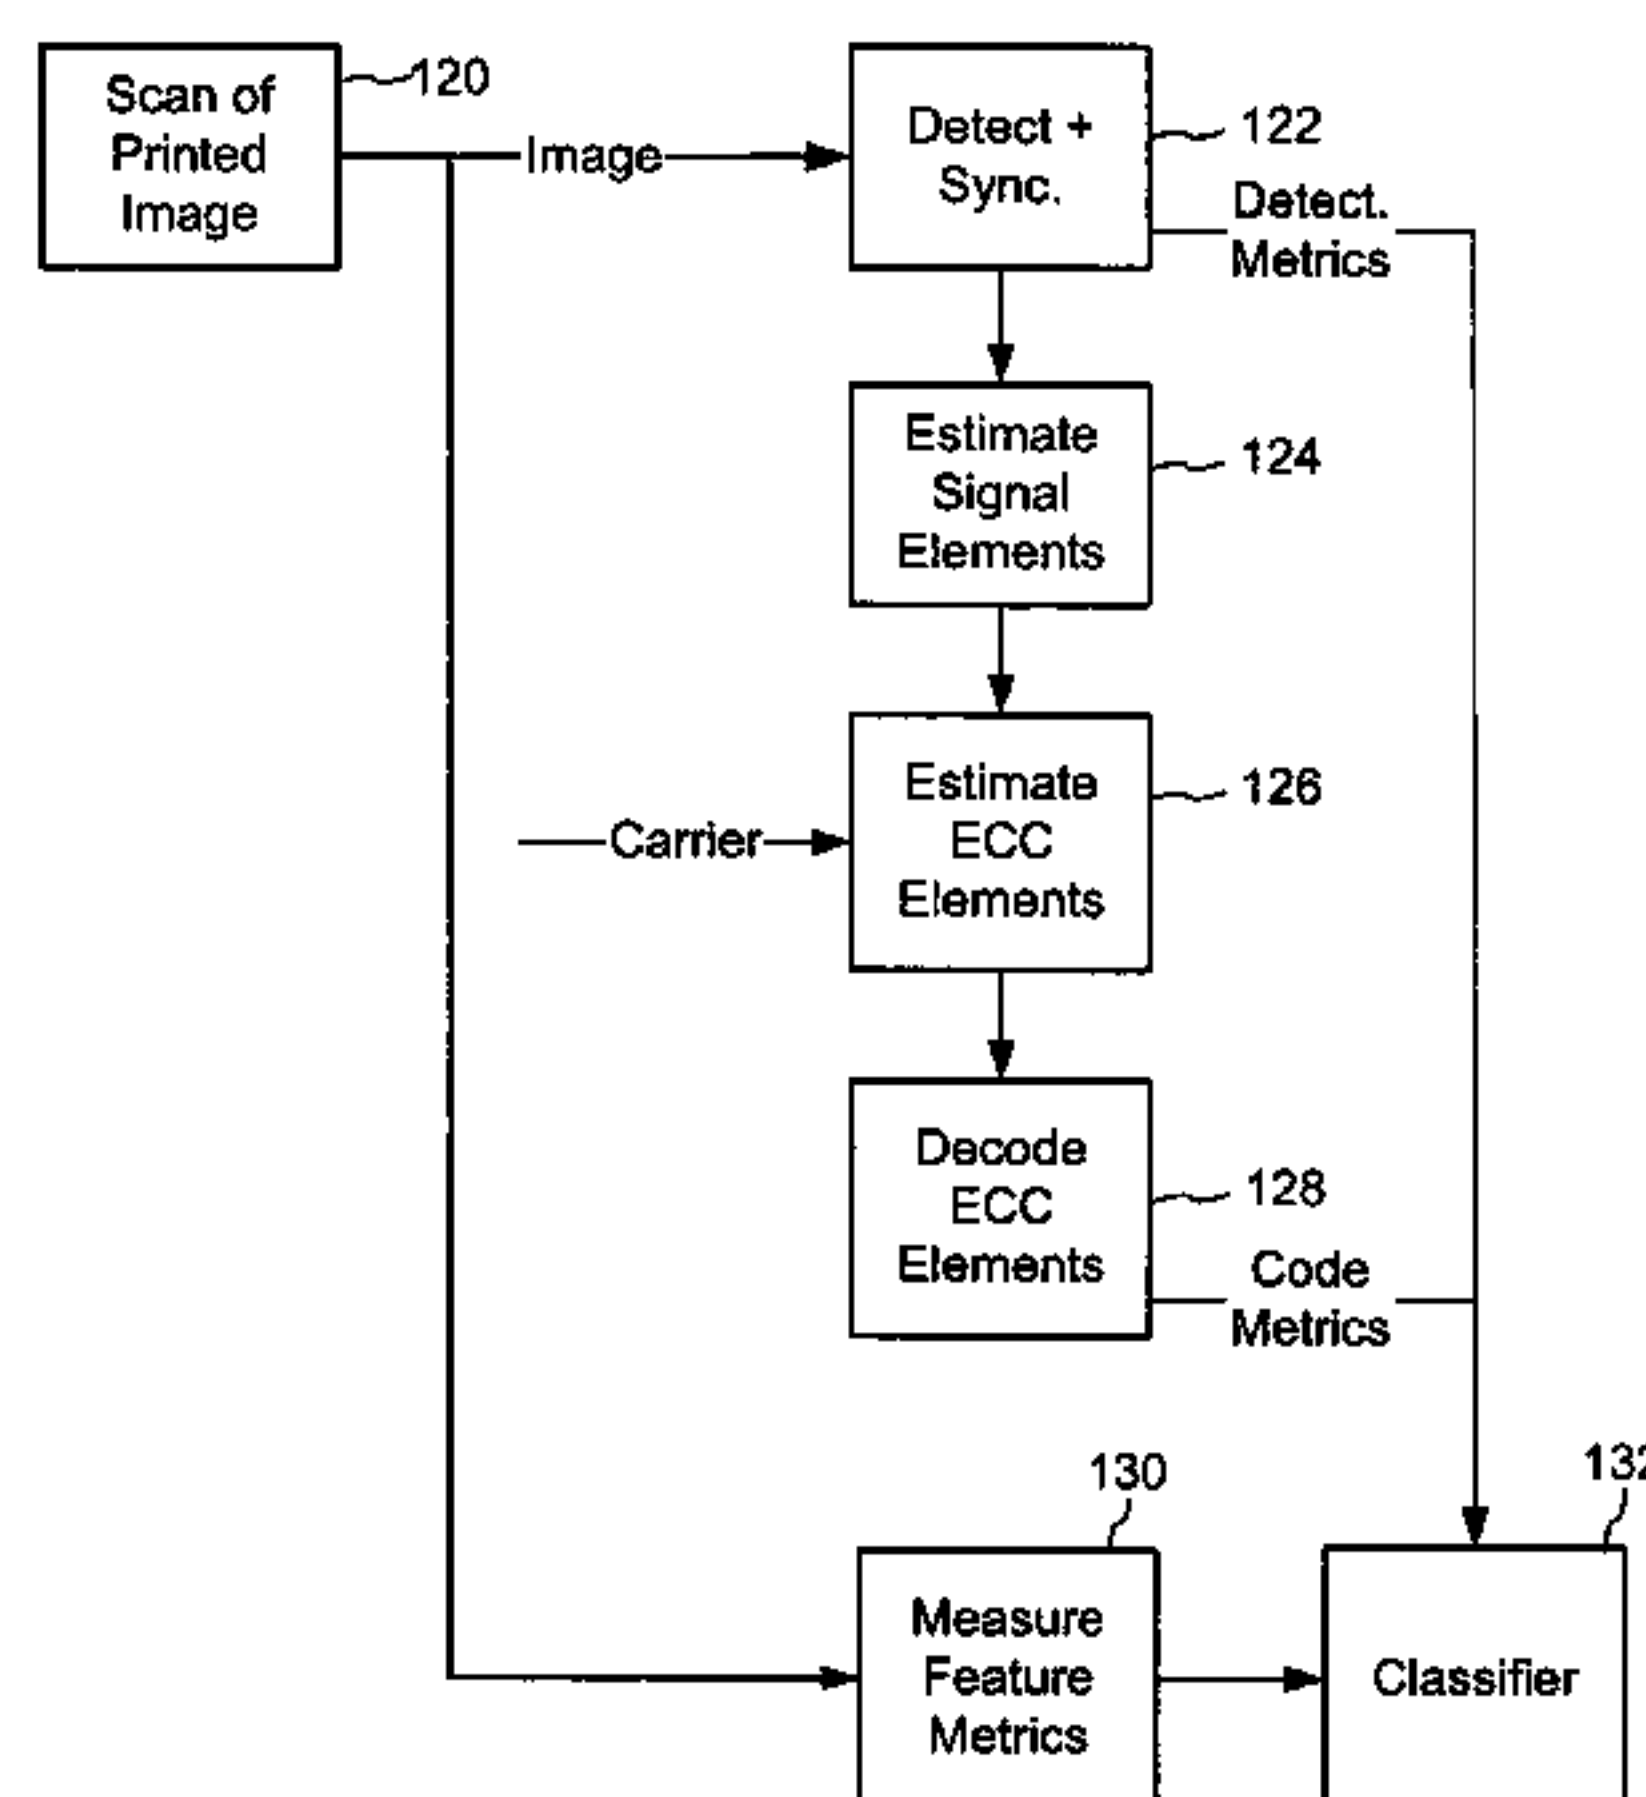 Scan of
Printed
Image
120
Image
Detect +
Sync.
122
Detect.
Metrics
Estimate
Signal
Elements
124
Carrier
Estimate
ECC
Elements
126
Decode
ECC
Elements
128
Code
Metrics
130
Measure
Feature
Metrics
132
Classifier